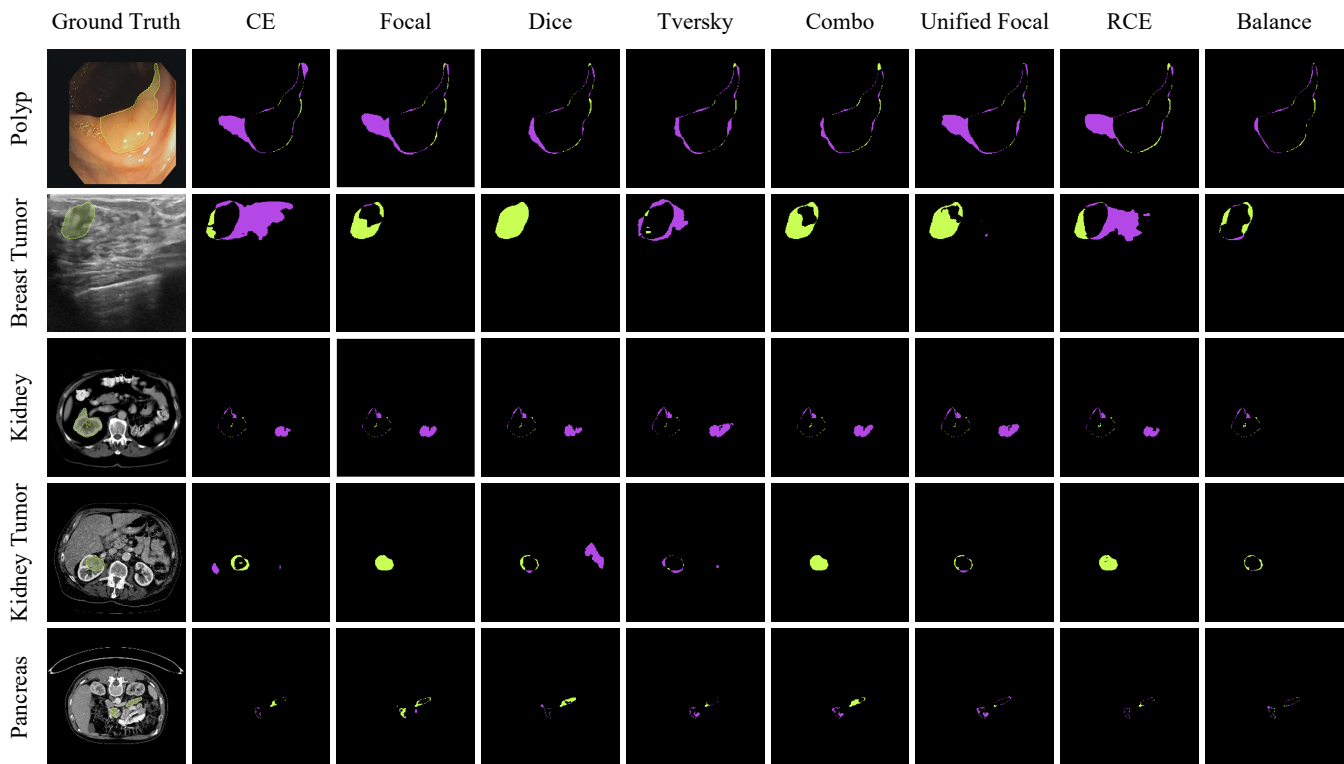 Ground Truth CE Focal Dice Tversky Combo Unified Focal RCE Balance
Polyp
Breast Tumor
Kidney
Kidney Tumor
Pancreas